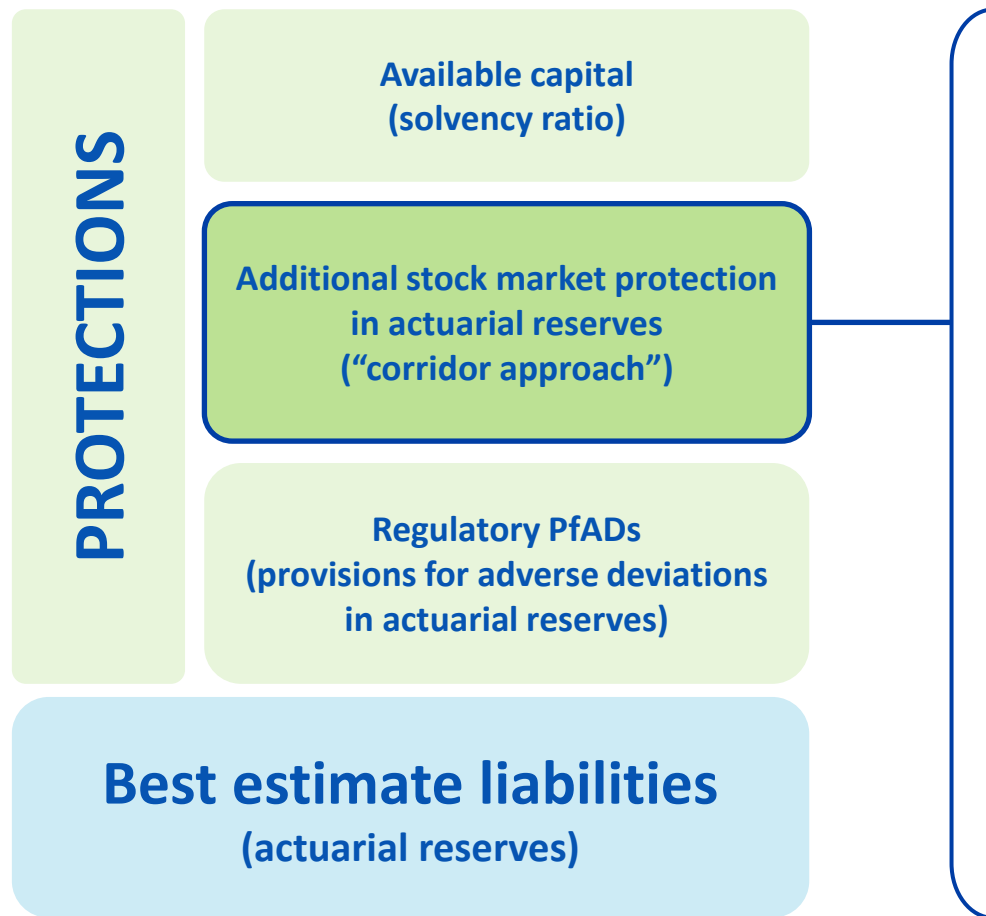 PROTECTIONS
Available capital
(solvency ratio)
Additional stock market protection
in actuarial reserves
(“corridor approach”)
Regulatory PfADs
(provisions for adverse deviations
in actuarial reserves)
Best estimate liabilities
(actuarial reserves)